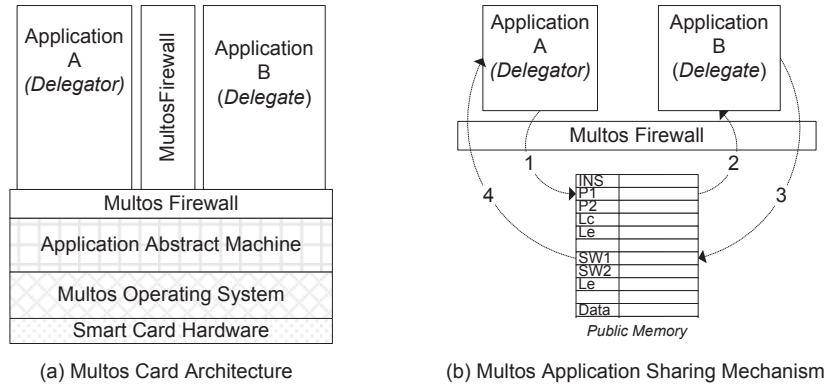 Application
A
(Delegator)
MultosFirewall
Application
B
(Delegate)
Multos Firewall
Application Abstract Machine
Multos Operating System
Smart Card Hardware
(a) Multos Card Architecture
Application
A
(Delegator)
Application
B
(Delegate)
Multos Firewall
1
2
4
3
INS
P1
P2
Lc
Le
SW1
SW2
Le
Data
Public Memory
(b) Multos Application Sharing Mechanism